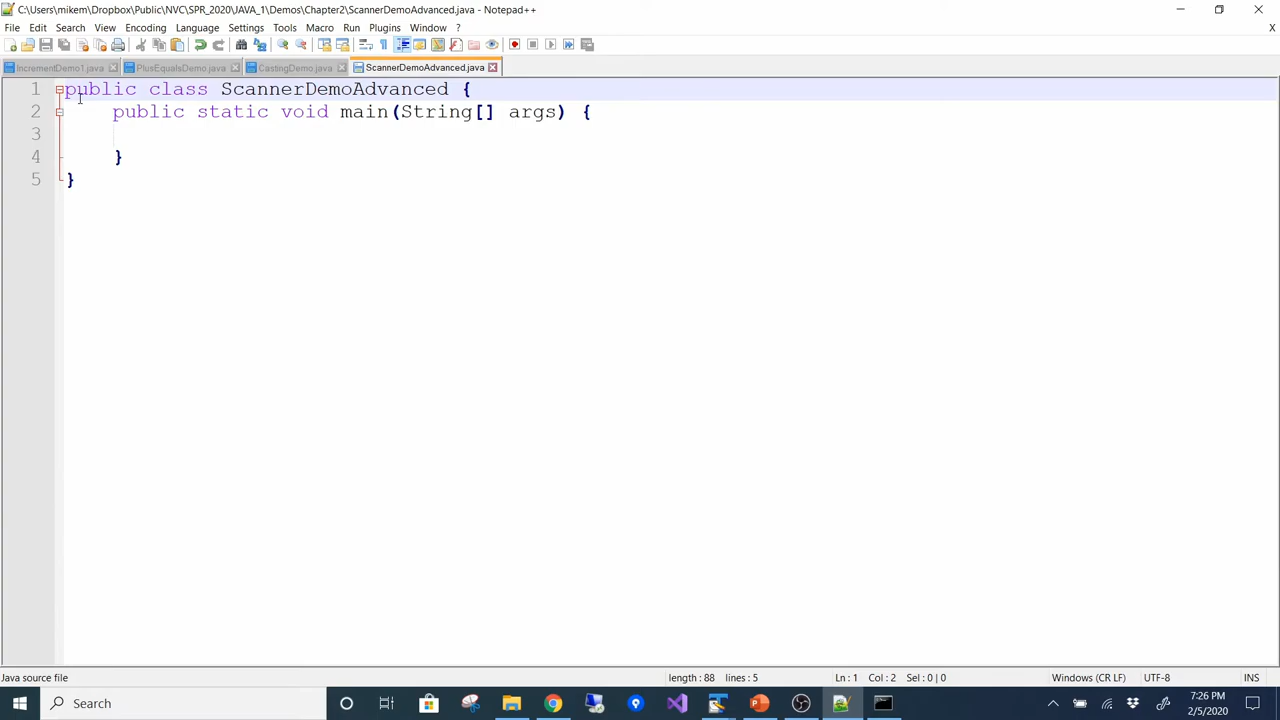 C:\Users\mikem\Dropbox\Public\NVC\SPR_2020\JAVA_1\Demos\Chapter2\ScannerDemoAdvanced.java - Notepad++
File Edit Search View Encoding Language Settings Tools Macro Run Plugins Window ? X
IncrementDemo1.java PlusEqualsDemo.java CastingDemo.java ScannerDemoAdvanced.java
1 public class ScannerDemoAdvanced {
2 public static void main(String[] args) {
3
4 }
5 }
Java source file length : 88 lines : 5 Ln : 1 Col : 2 Sel : 0 | 0 Windows (CR LF) UTF-8 INS
Search 7:26 PM
2/5/2020